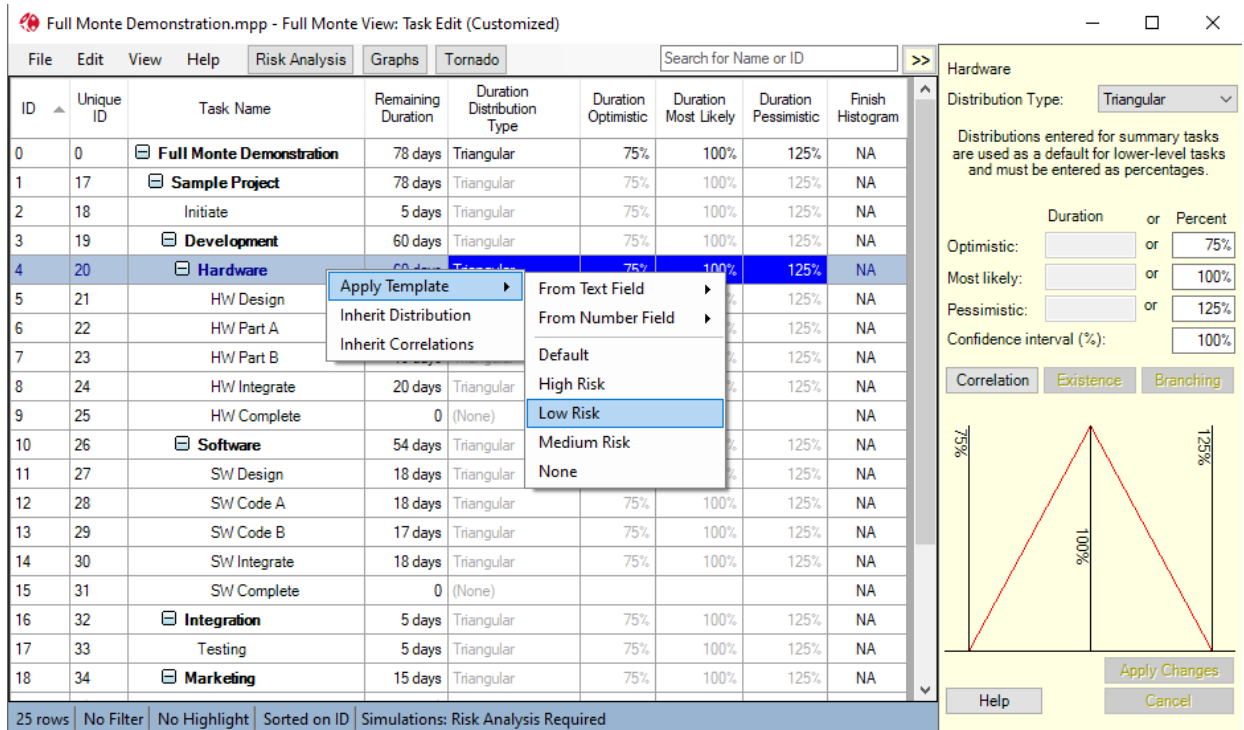 Full Monte Demonstration.mpp - Full Monte View: Task Edit (Customized)
File Edit View Help Risk Analysis Graphs Tornado Search for Name or ID >>
ID Unique ID Task Name Remaining Duration Duration Distribution Type Duration Optimistic Duration Most Likely Duration Pessimistic Finish Histogram
0 0 Full Monte Demonstration 78 days Triangular 75% 100% 125% NA
1 17 Sample Project 78 days Triangular 75% 100% 125% NA
2 18 Initiate 5 days Triangular 75% 100% 125% NA
3 19 Development 60 days Triangular 75% 100% 125% NA
4 20 Hardware 60 days Triangular 75% 100% 125% NA
5 21 HW Design 125% NA
6 22 HW Part A 125% NA
7 23 HW Part B 125% NA
8 24 HW Integrate 20 days Triangular 125% NA
9 25 HW Complete 0 (None) NA
10 26 Software 54 days Triangular 125% NA
11 27 SW Design 18 days Triangular 125% NA
12 28 SW Code A 18 days Triangular 75% 100% 125% NA
13 29 SW Code B 17 days Triangular 75% 100% 125% NA
14 30 SW Integrate 18 days Triangular 75% 100% 125% NA
15 31 SW Complete 0 (None) NA
16 32 Integration 5 days Triangular 75% 100% 125% NA
17 33 Testing 5 days Triangular 75% 100% 125% NA
18 34 Marketing 15 days Triangular 75% 100% 125% NA
25 rows No Filter No Highlight Sorted on ID Simulations: Risk Analysis Required
Apply Template
Inherit Distribution
Inherit Correlations
From Text Field
From Number Field
Default
High Risk
Low Risk
Medium Risk
None
Hardware
Distribution Type: Triangular
Distributions entered for summary tasks
are used as a default for lower-level tasks
and must be entered as percentages.
Duration or Percent
Optimistic: or 75%
Most likely: or 100%
Pessimistic: or 125%
Confidence interval (%): 100%
Correlation Existence Branching
75%
100%
125%
Apply Changes
Help Cancel